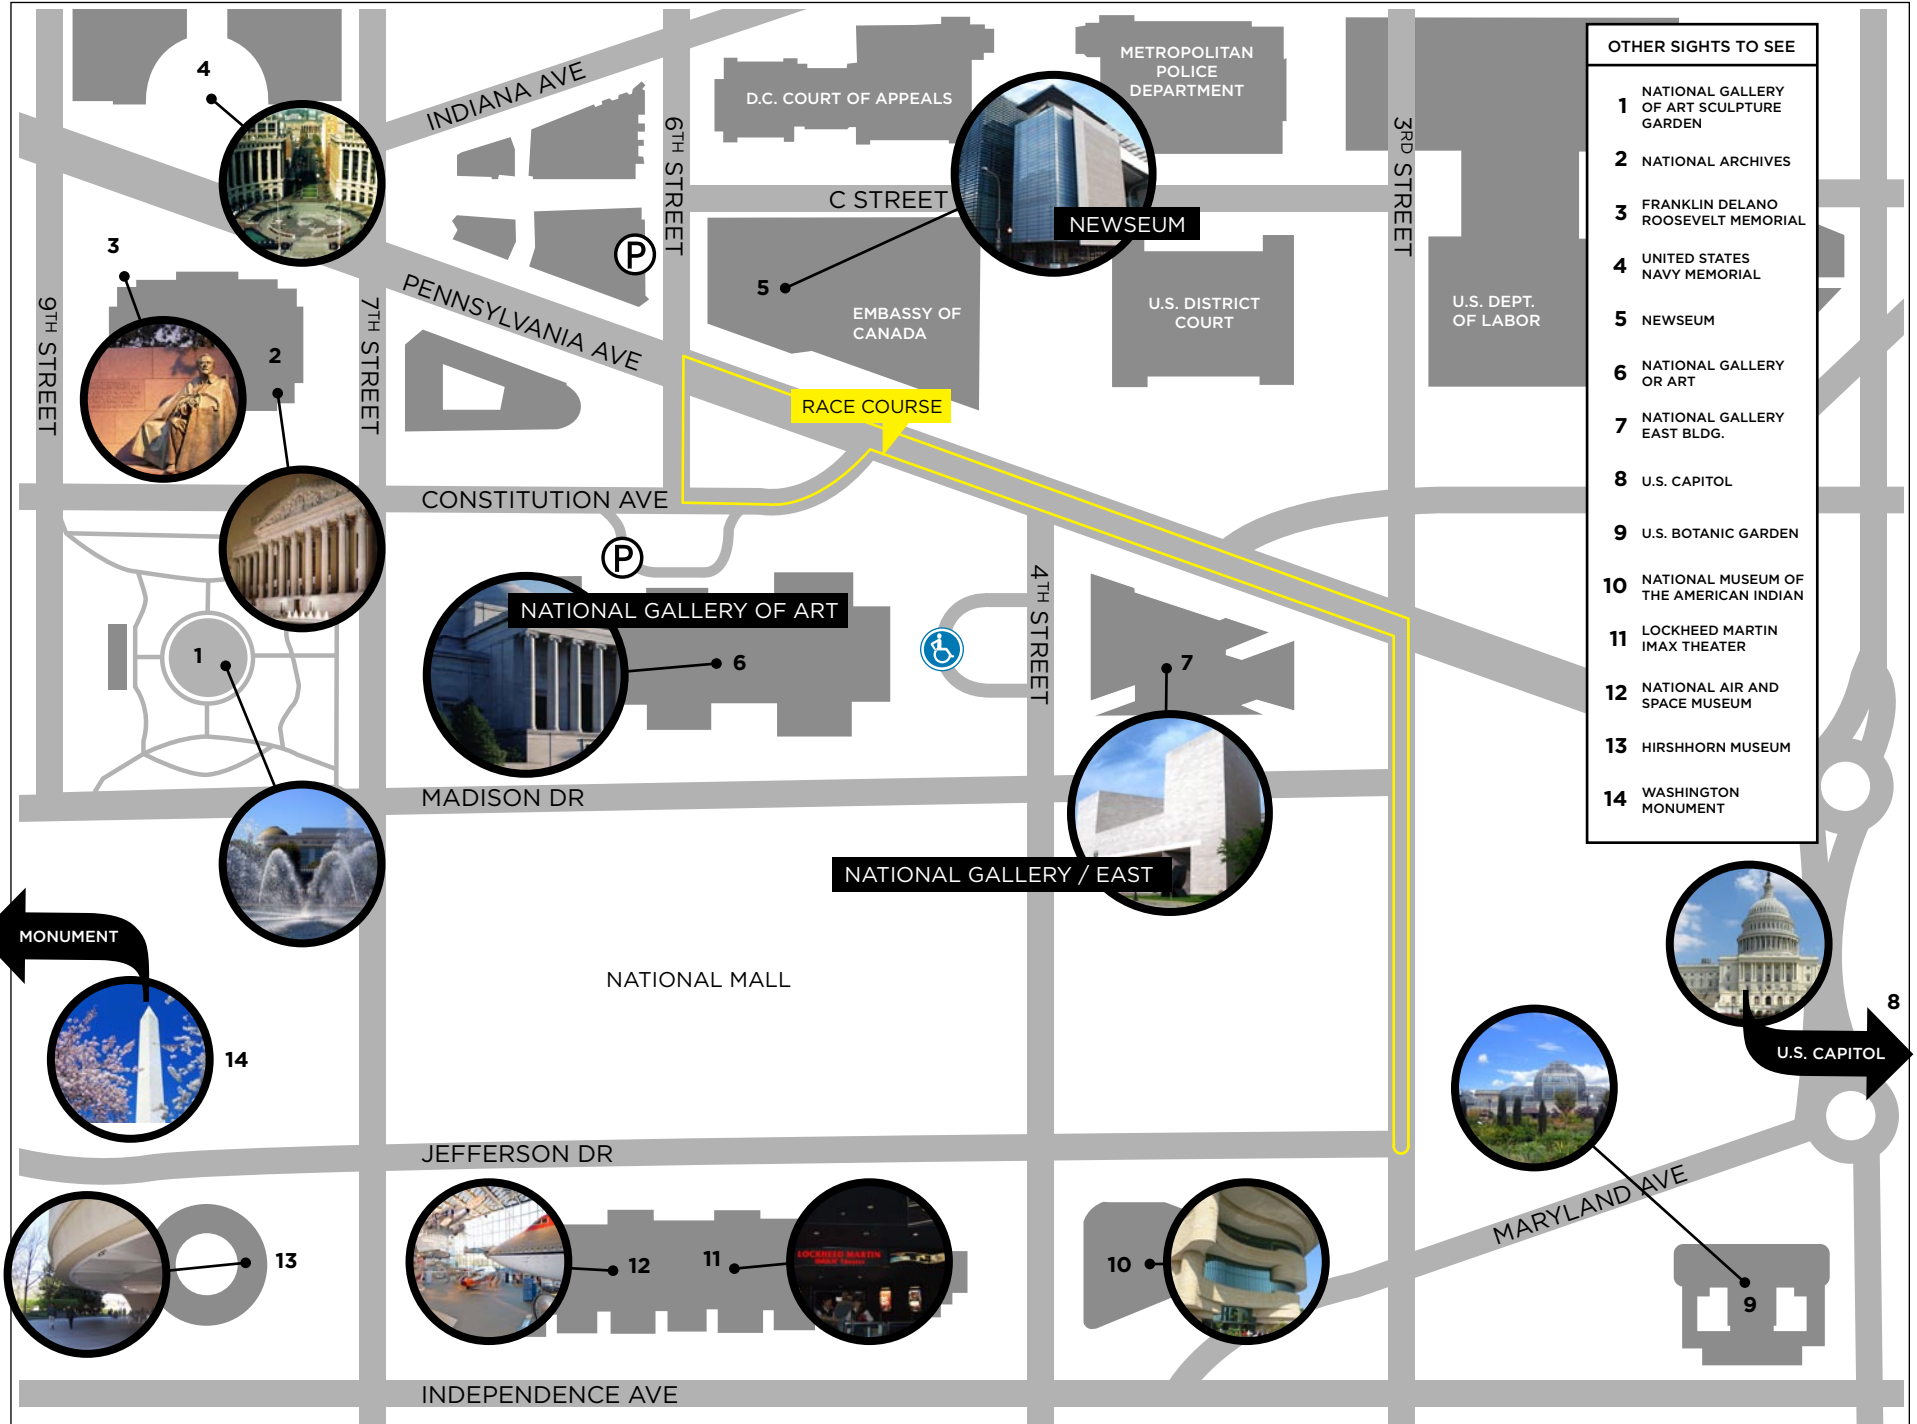 4
INDIANA AVE
6TH STREET
D.C. COURT OF APPEALS
METROPOLITAN
POLICE
DEPARTMENT
3RD STREET
C STREET
NEWSEUM
3
P
5
PENNSYLVANIA AVE
EMBASSY OF
CANADA
U.S. DISTRICT
COURT
U.S. DEPT.
OF LABOR
9TH STREET
7TH STREET
2
RACE COURSE
CONSTITUTION AVE
P
4TH STREET
NATIONAL GALLERY OF ART
1
6
7
MADISON DR
NATIONAL GALLERY / EAST
MONUMENT
NATIONAL MALL
14
8
U.S. CAPITOL
JEFFERSON DR
MARYLAND AVE
13
12
11
LOCKHEED MARTIN
IMAX Theater
10
9
INDEPENDENCE AVE
OTHER SIGHTS TO SEE
1 NATIONAL GALLERY
OF ART SCULPTURE
GARDEN
2 NATIONAL ARCHIVES
3 FRANKLIN DELANO
ROOSEVELT MEMORIAL
4 UNITED STATES
NAVY MEMORIAL
5 NEWSEUM
6 NATIONAL GALLERY
OR ART
7 NATIONAL GALLERY
EAST BLDG.
8 U.S. CAPITOL
9 U.S. BOTANIC GARDEN
10 NATIONAL MUSEUM OF
THE AMERICAN INDIAN
11 LOCKHEED MARTIN
IMAX THEATER
12 NATIONAL AIR AND
SPACE MUSEUM
13 HIRSHHORN MUSEUM
14 WASHINGTON
MONUMENT